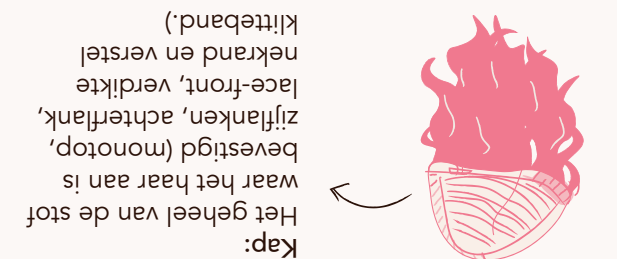 Kap:
Het geheel van de stof
waar het haar aan is
bevestigd (monotop,
zijflanken, achterflank,
lace-front, verdikte
nekrand en verstel
klitteband.)